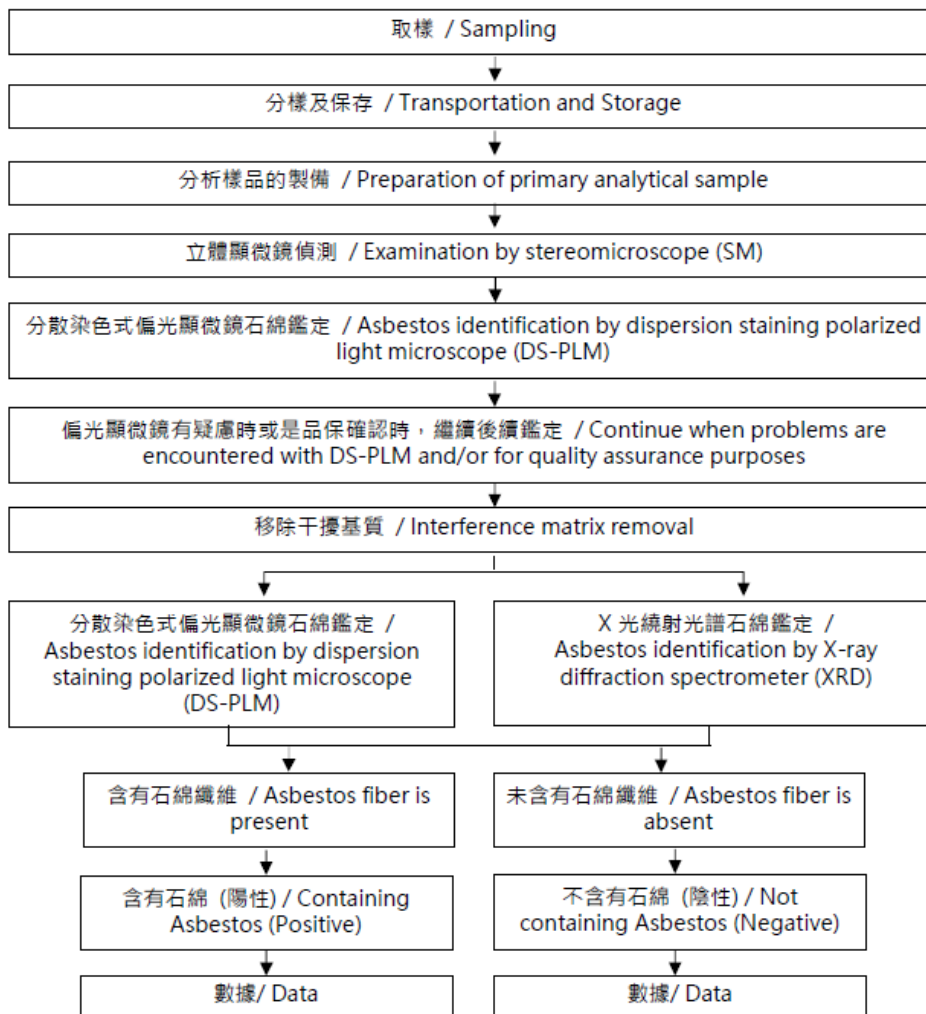 取樣 / Sampling
分樣及保存 / Transportation and Storage
分析樣品的製備 / Preparation of primary analytical sample
立體顯微鏡偵測 / Examination by stereomicroscope (SM)
分散染色式偏光顯微鏡石綿鑑定 / Asbestos identification by dispersion staining polarized
light microscope (DS-PLM)
偏光顯微鏡有疑慮時或是品保確認時，繼續後續鑑定 / Continue when problems are
encountered with DS-PLM and/or for quality assurance purposes
移除干擾基質 / Interference matrix removal
分散染色式偏光顯微鏡石綿鑑定 /
Asbestos identification by dispersion
staining polarized light microscope
(DS-PLM)
X 光繞射光譜石綿鑑定 /
Asbestos identification by X-ray
diffraction spectrometer (XRD)
含有石綿纖維 / Asbestos fiber is
present
未含有石綿纖維 / Asbestos fiber is
absent
含有石綿 (陽性) / Containing
Asbestos (Positive)
不含有石綿 (陰性) / Not
containing Asbestos (Negative)
數據/ Data
數據/ Data